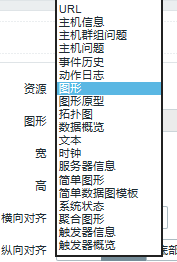 URL
主机信息
主机群组问题
主机问题
事件历史
动作日志
资源
图形
图形原型
图形
拓扑图
数据概览
文本
宽
时钟
服务器信息
高
简单图形
简单数据图模板
系统状态
横向对齐
聚合图形
触发器信息
纵向对齐
触发器概览
底部